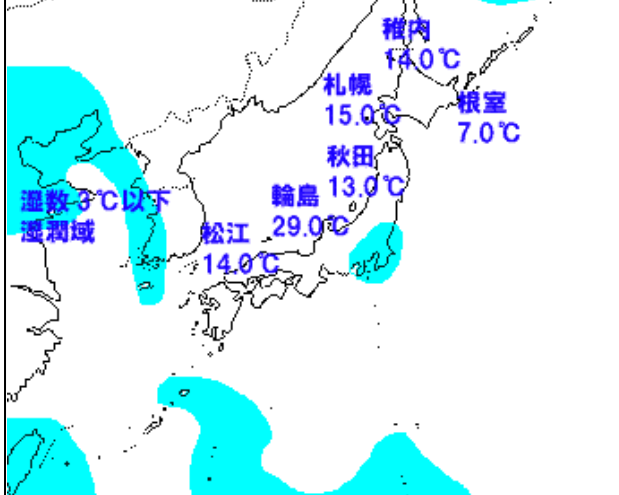 稚内
14.0℃
札幌
15.0℃
根室
7.0℃
秋田
13.0℃
輪島
29.0℃
湿数 3℃以下
湿潤域
松江
14.0℃